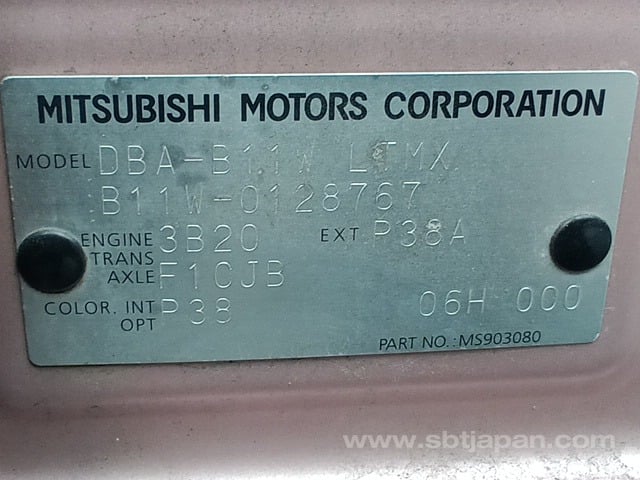 MITSUBISHI MOTORS CORPORATION
MODEL DBA-B11W LTMX
B11W-0128767
ENGINE 3B20 EXT P38A
TRANS
AXLE F1CJB
COLOR. INT P38 06H 000
OPT
PART NO.: MS903080
www.sbtjapan.com